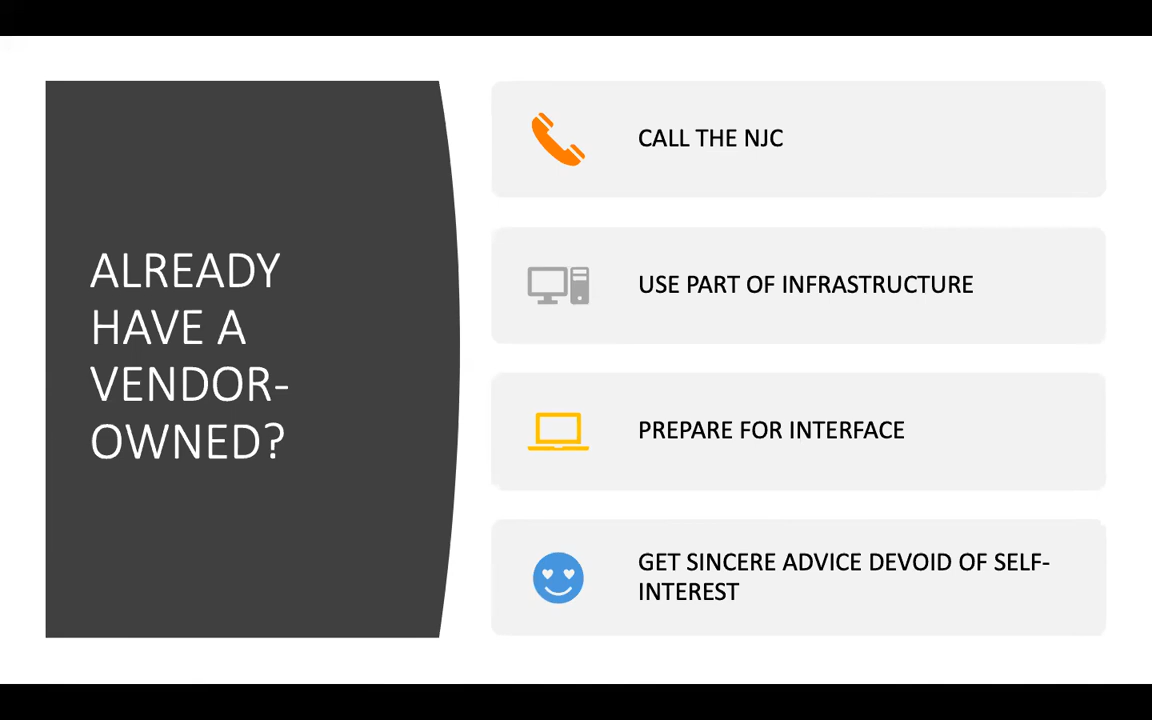 ALREADY
HAVE A
VENDOR-
OWNED?
CALL THE NJC
USE PART OF INFRASTRUCTURE
PREPARE FOR INTERFACE
GET SINCERE ADVICE DEVOID OF SELF-
INTEREST